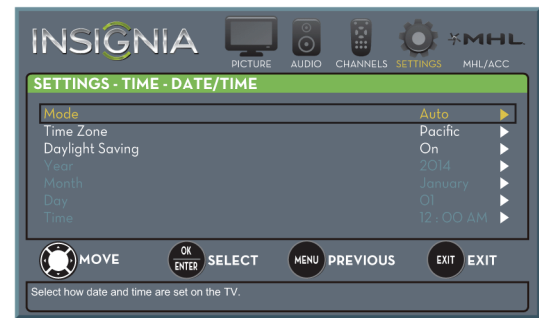 INSIGNIA
PICTURE AUDIO CHANNELS SETTINGS MHL MHL/ACC
SETTINGS - TIME - DATE/TIME
Mode Auto
Time Zone Pacific
Daylight Saving On
Year 2014
Month January
Day 01
Time 12 : 00 AM
MOVE OK ENTER SELECT MENU PREVIOUS EXIT EXIT
Select how date and time are set on the TV.